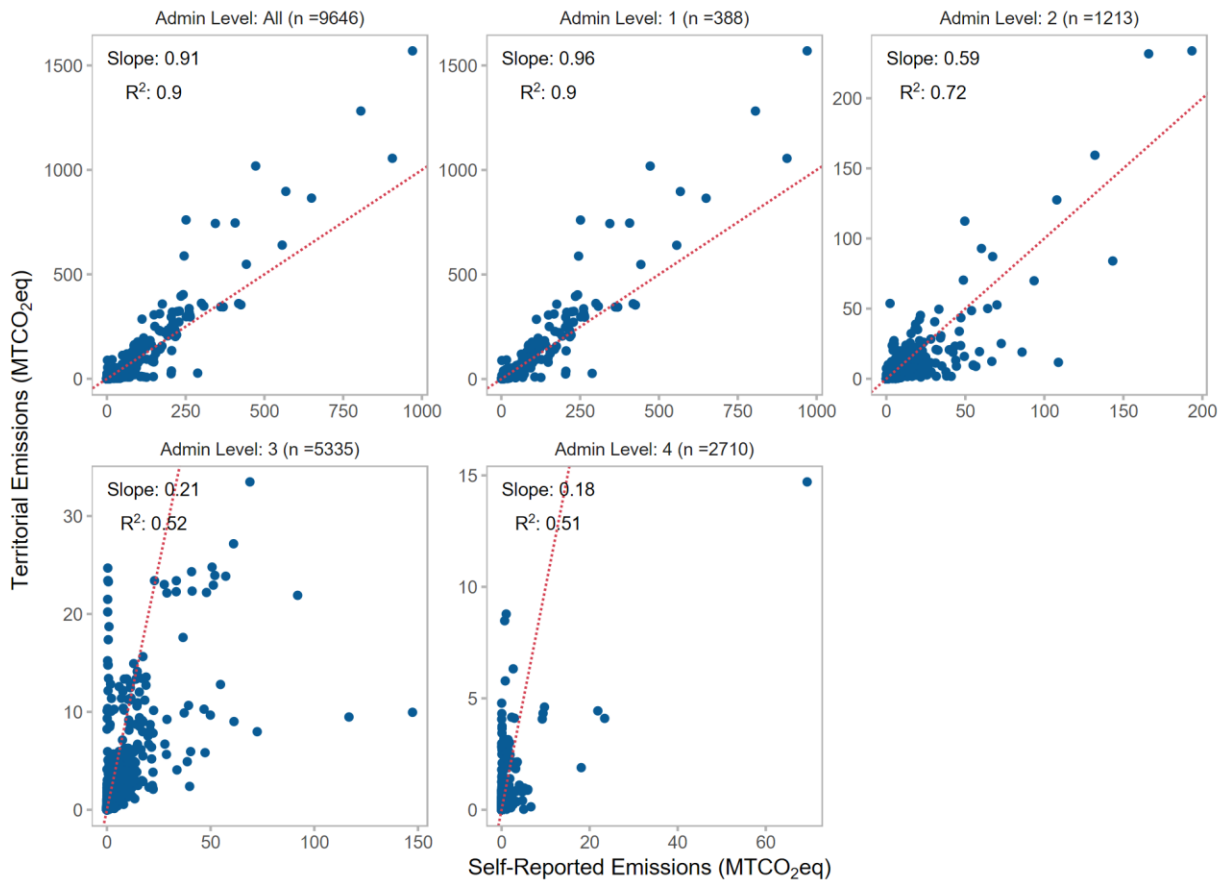 Admin Level: All (n =9646)
Slope: 0.91
R²: 0.9
1500
1000
500
0
0 250 500 750 1000
Admin Level: 1 (n =388)
Slope: 0.96
R²: 0.9
1500
1000
500
0
0 250 500 750 1000
Admin Level: 2 (n =1213)
Slope: 0.59
R²: 0.72
200
150
100
50
0
0 50 100 150 200
Territorial Emissions (MTCO₂eq)
Admin Level: 3 (n =5335)
Slope: 0.21
R²: 0.52
30
20
10
0
0 50 100 150
Admin Level: 4 (n =2710)
Slope: 0.18
R²: 0.51
15
10
5
0
0 20 40 60
Self-Reported Emissions (MTCO₂eq)